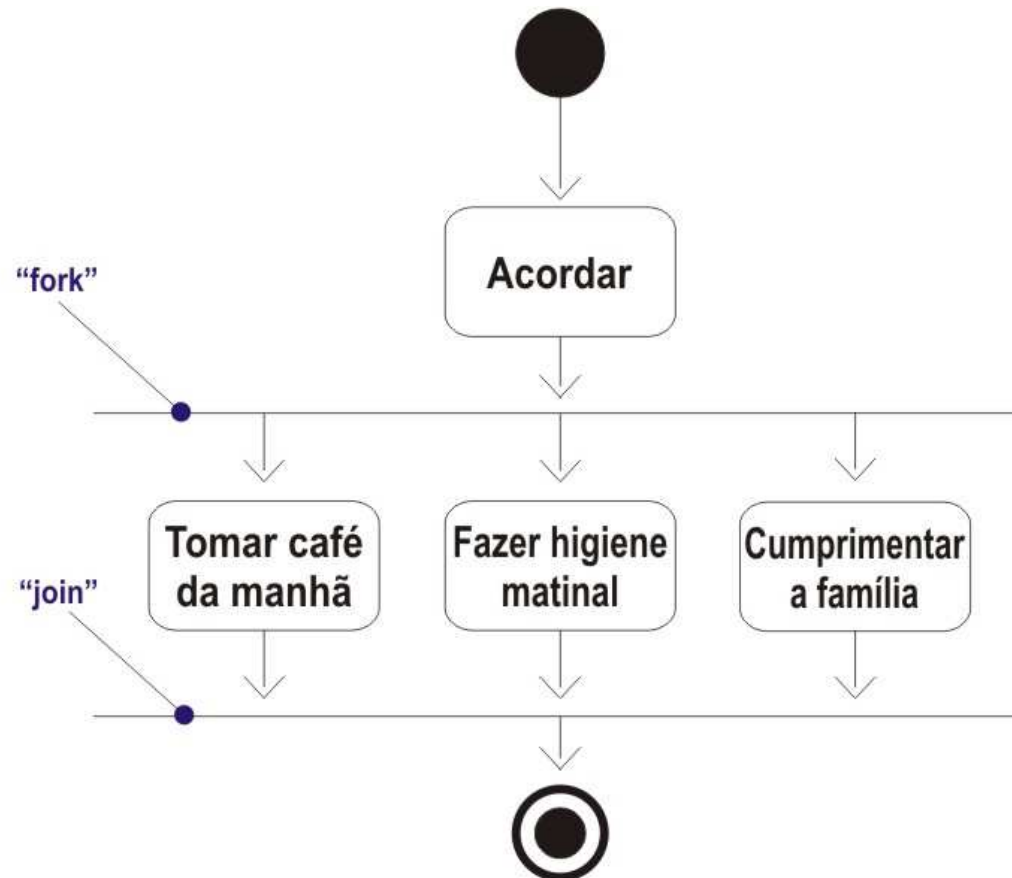 Acordar
“fork”
Tomar café
da manhã
Fazer higiene
matinal
Cumprimentar
a família
“join”